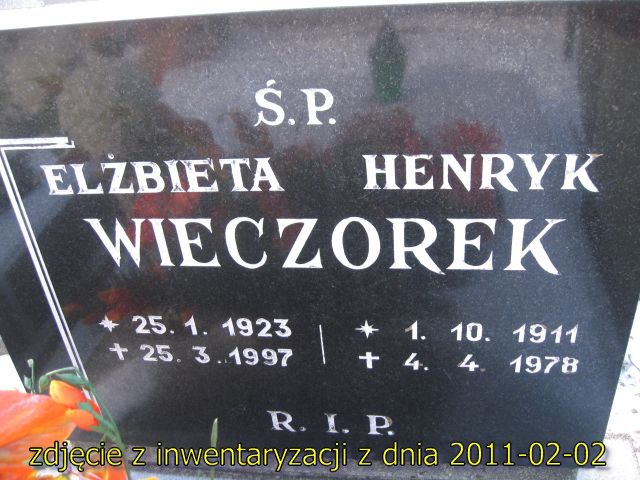 Ś.P.
ELŻBIETA HENRYK
WIECZOREK
* 25. 1. 1923 * 1. 10. 1911
+ 25. 3. 1997 + 4. 4. 1978
R. I. P.
zdjęcie z inwentaryzacji z dnia 2011-02-02